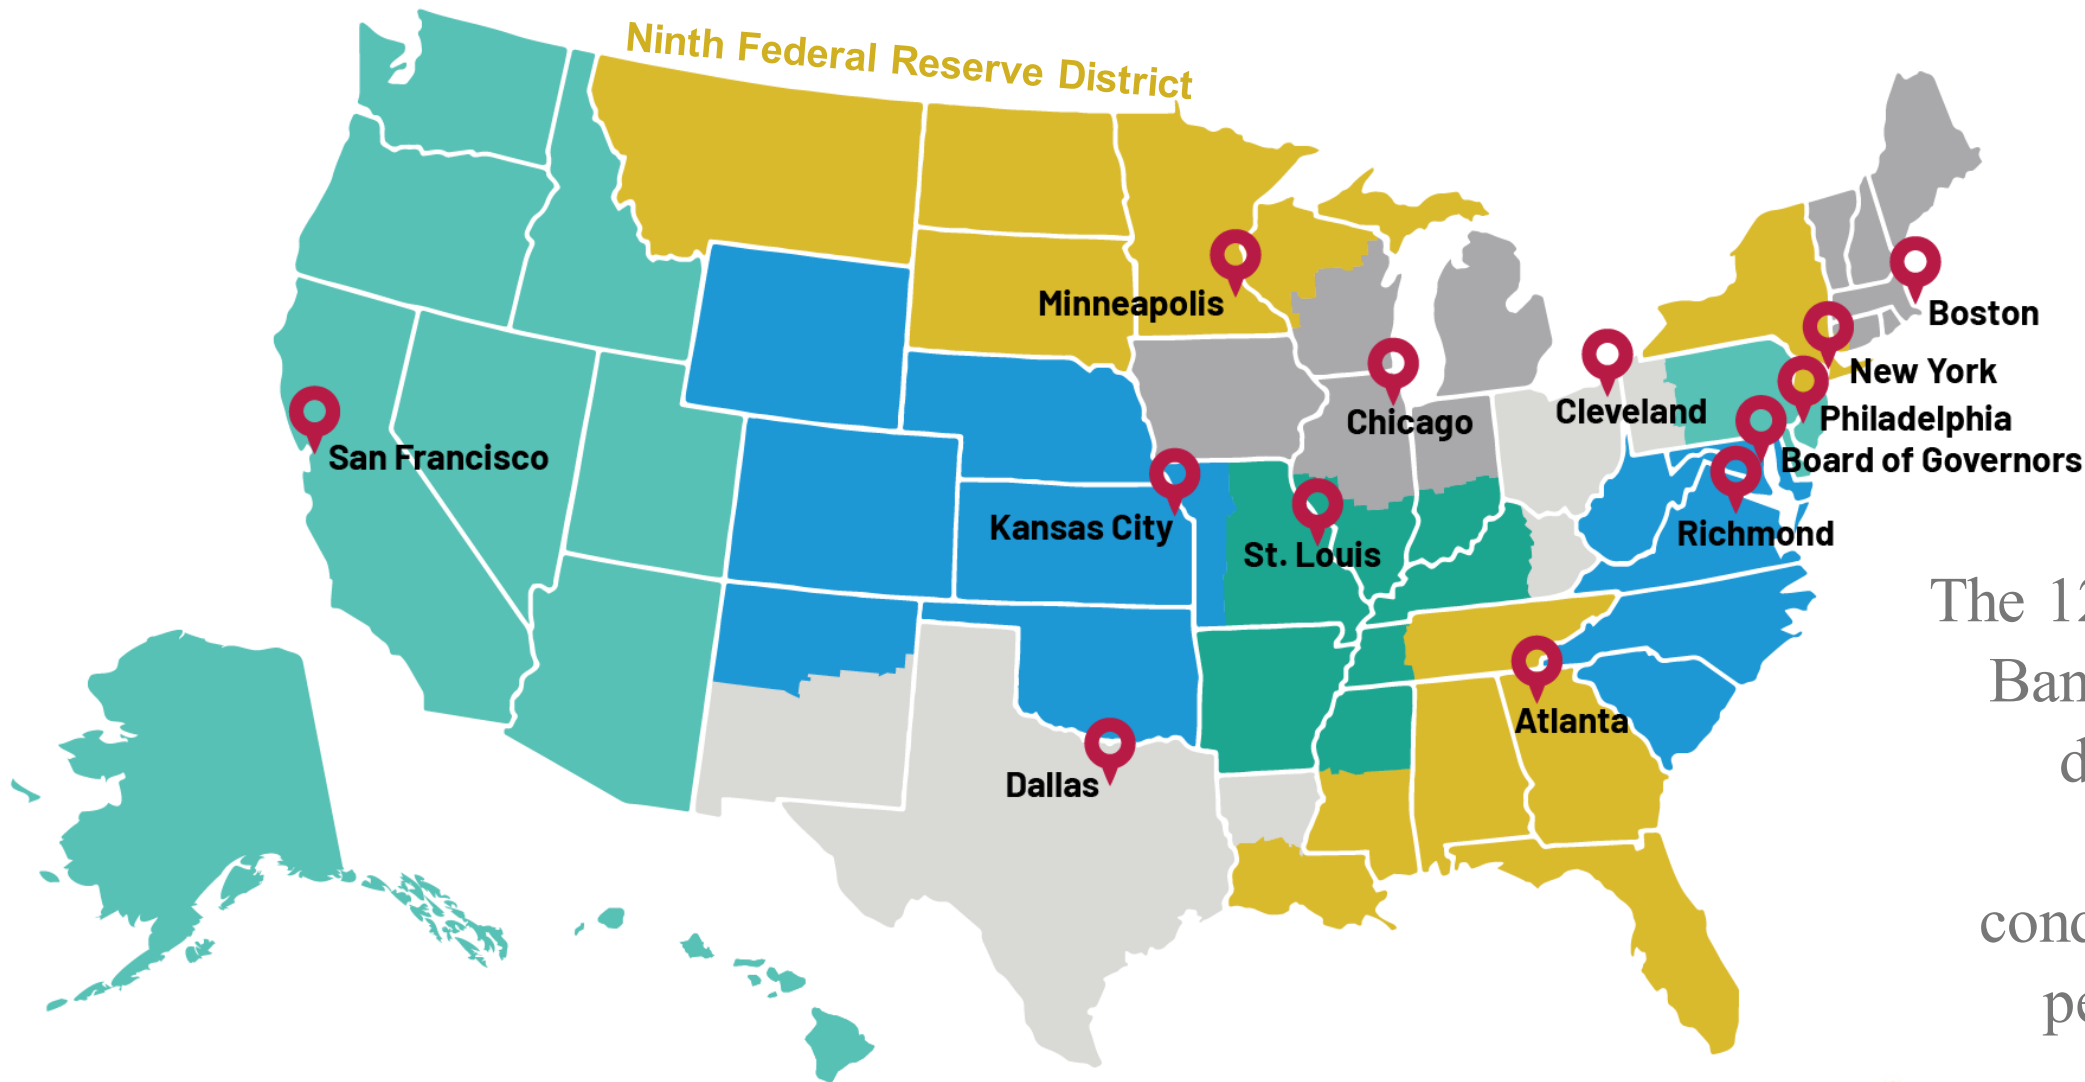 Ninth Federal Reserve District
Minneapolis
Boston
New York
Chicago
Cleveland
Philadelphia
San Francisco
Board of Governors
Kansas City
Richmond
St. Louis
The
Atlanta
Dallas